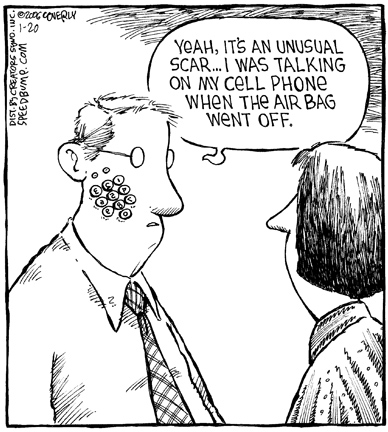 ©2006 COVERLY
1-20
DIST. BY CREATORS SYND. INC.
SPEEDBUMP.COM
YEAH, IT'S AN UNUSUAL
SCAR...I WAS TALKING
ON MY CELL PHONE
WHEN THE AIR BAG
WENT OFF.